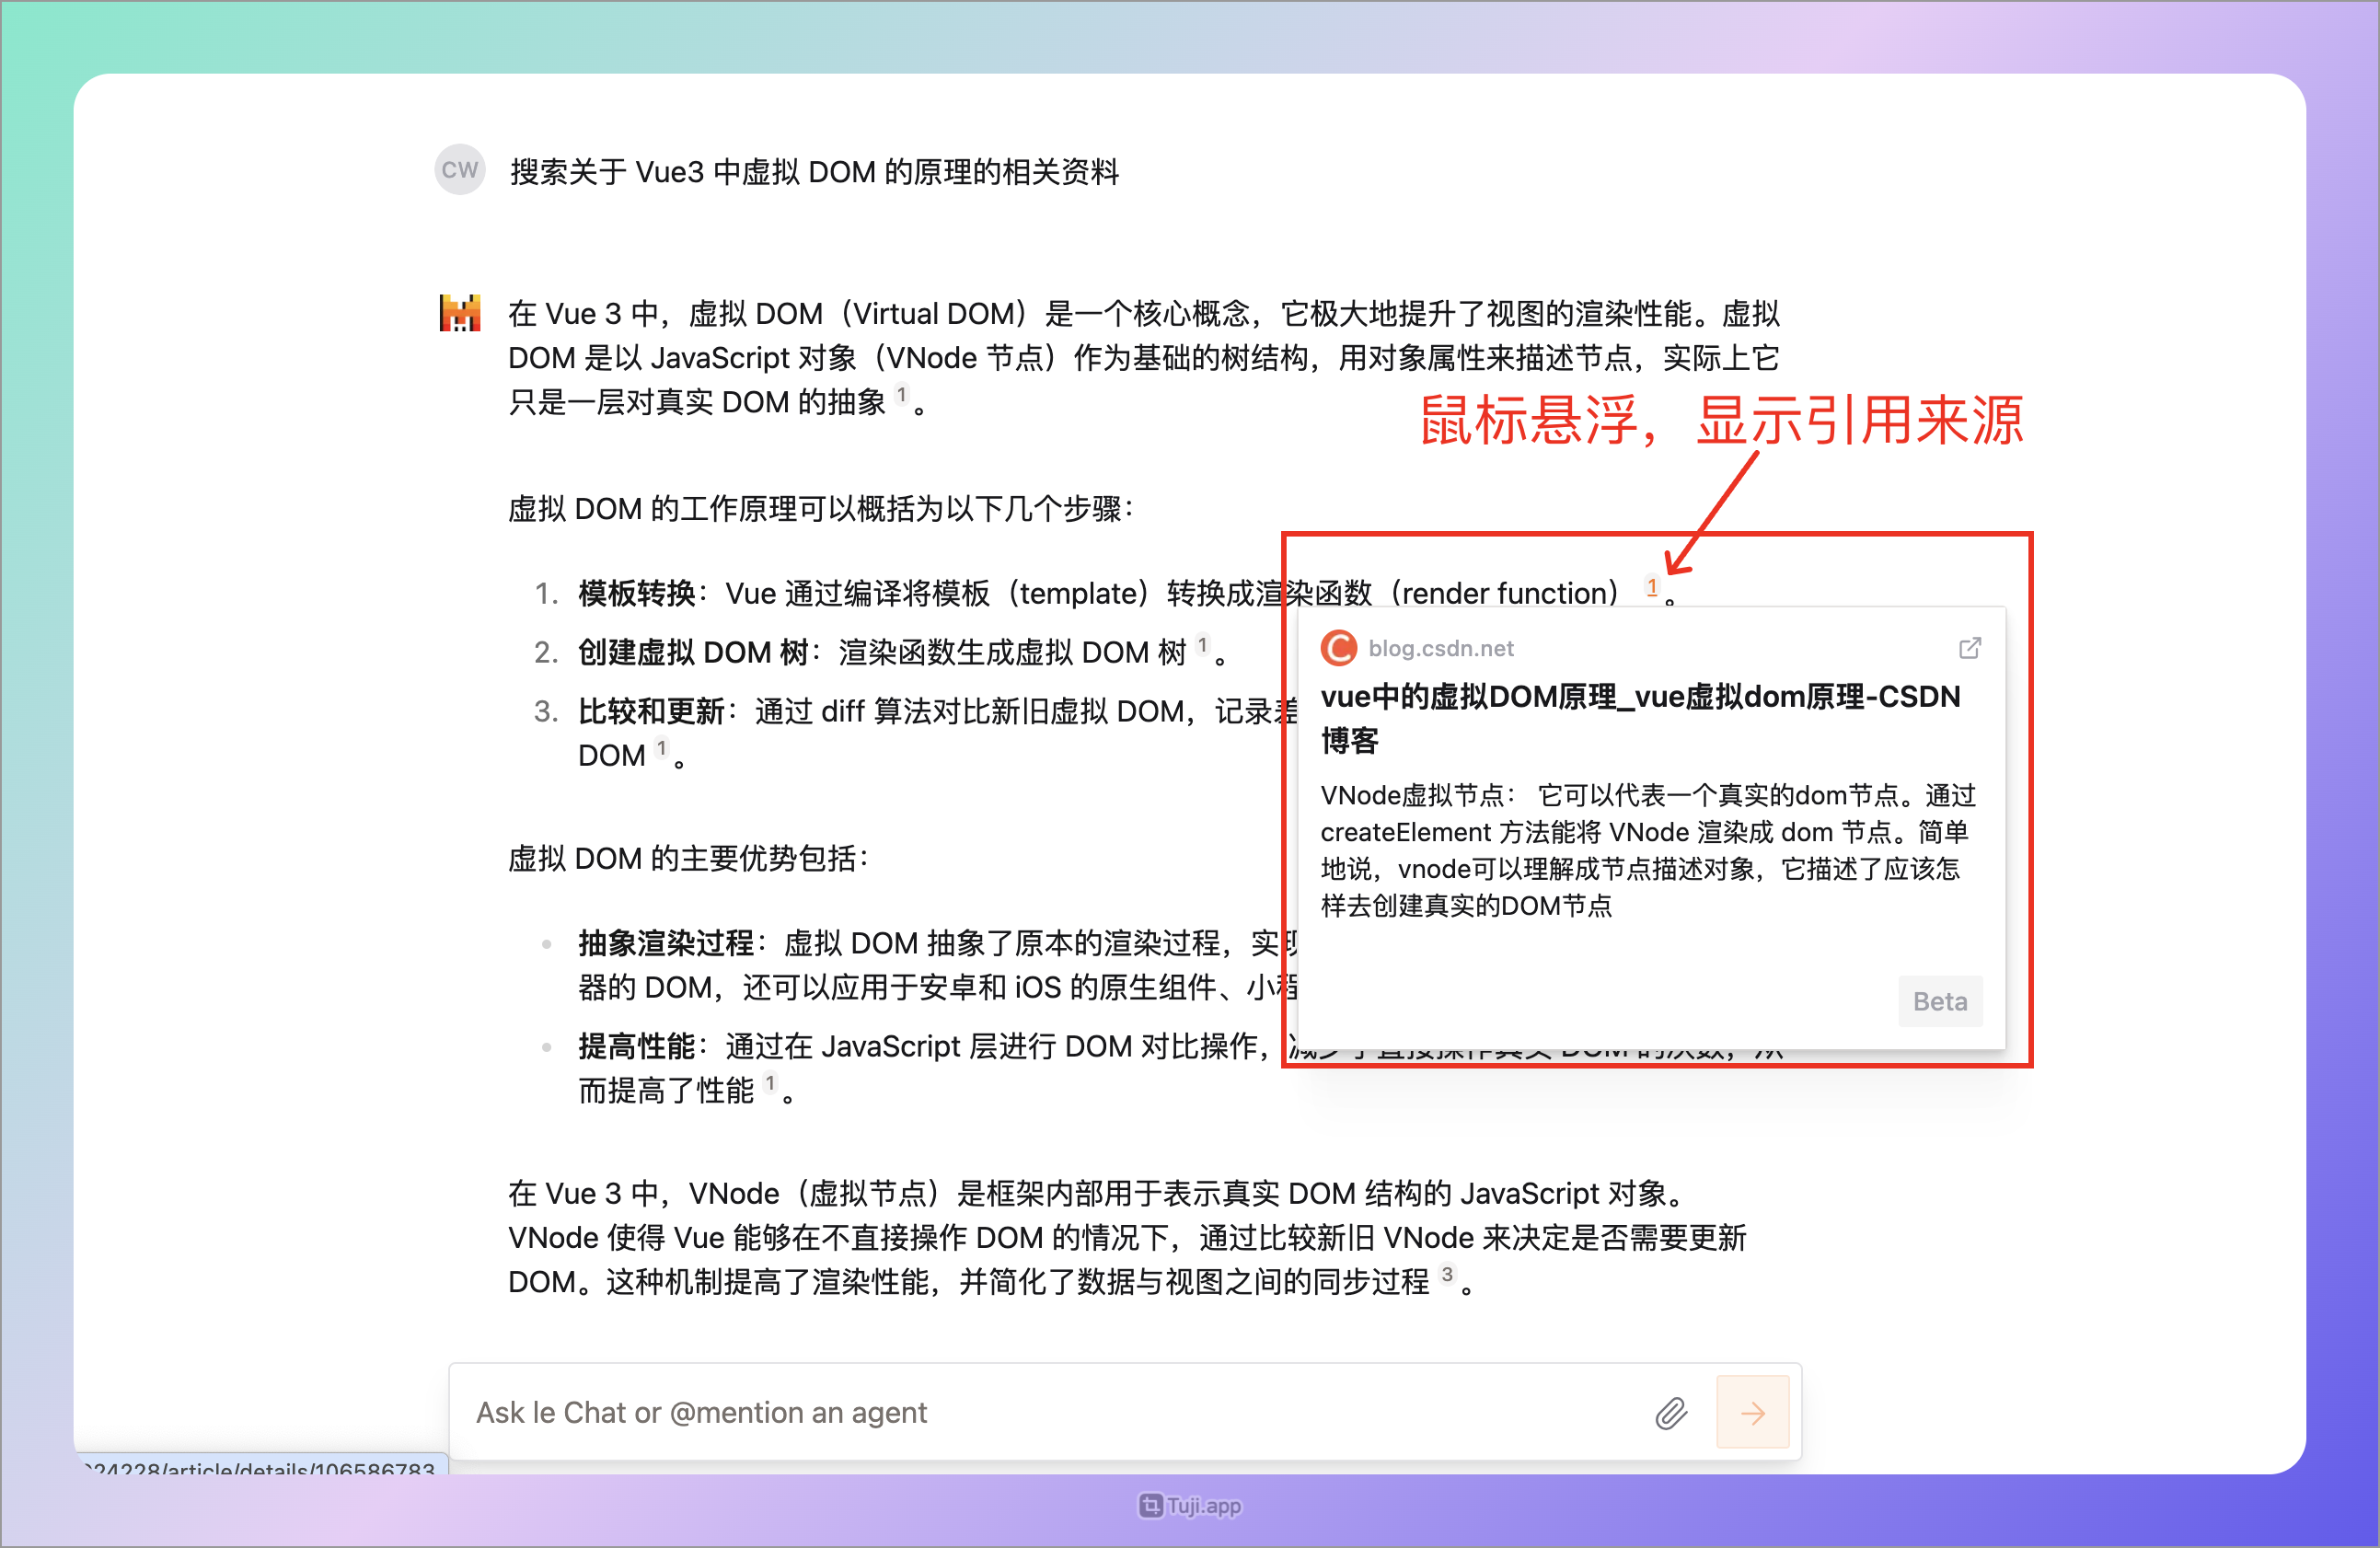 CW
搜索关于 Vue3 中虚拟 DOM 的原理的相关资料
在 Vue 3 中，虚拟 DOM（Virtual DOM）是一个核心概念，它极大地提升了视图的渲染性能。虚拟
DOM 是以 JavaScript 对象（VNode 节点）作为基础的树结构，用对象属性来描述节点，实际上它
只是一层对真实 DOM 的抽象 1 。
鼠标悬浮，显示引用来源
虚拟 DOM 的工作原理可以概括为以下几个步骤：
1. 模板转换：Vue 通过编译将模板（template）转换成渲染函数（render function） 1 。
2. 创建虚拟 DOM 树：渲染函数生成虚拟 DOM 树 1 。
3. 比较和更新：通过 diff 算法对比新旧虚拟 DOM，记录差
DOM 1 。
blog.csdn.net
vue中的虚拟DOM原理_vue虚拟dom原理-CSDN
博客
VNode虚拟节点： 它可以代表一个真实的dom节点。通过
createElement 方法能将 VNode 渲染成 dom 节点。简单
地说，vnode可以理解成节点描述对象，它描述了应该怎
样去创建真实的DOM节点
Beta
虚拟 DOM 的主要优势包括：
• 抽象渲染过程：虚拟 DOM 抽象了原本的渲染过程，实现
器的 DOM，还可以应用于安卓和 iOS 的原生组件、小程
• 提高性能：通过在 JavaScript 层进行 DOM 对比操作，减少了直接操作真实 DOM 的次数，从
而提高了性能 1 。
在 Vue 3 中，VNode（虚拟节点）是框架内部用于表示真实 DOM 结构的 JavaScript 对象。
VNode 使得 Vue 能够在不直接操作 DOM 的情况下，通过比较新旧 VNode 来决定是否需要更新
DOM。这种机制提高了渲染性能，并简化了数据与视图之间的同步过程 3 。
Ask le Chat or @mention an agent
24228/article/details/106586783
Tuji.app